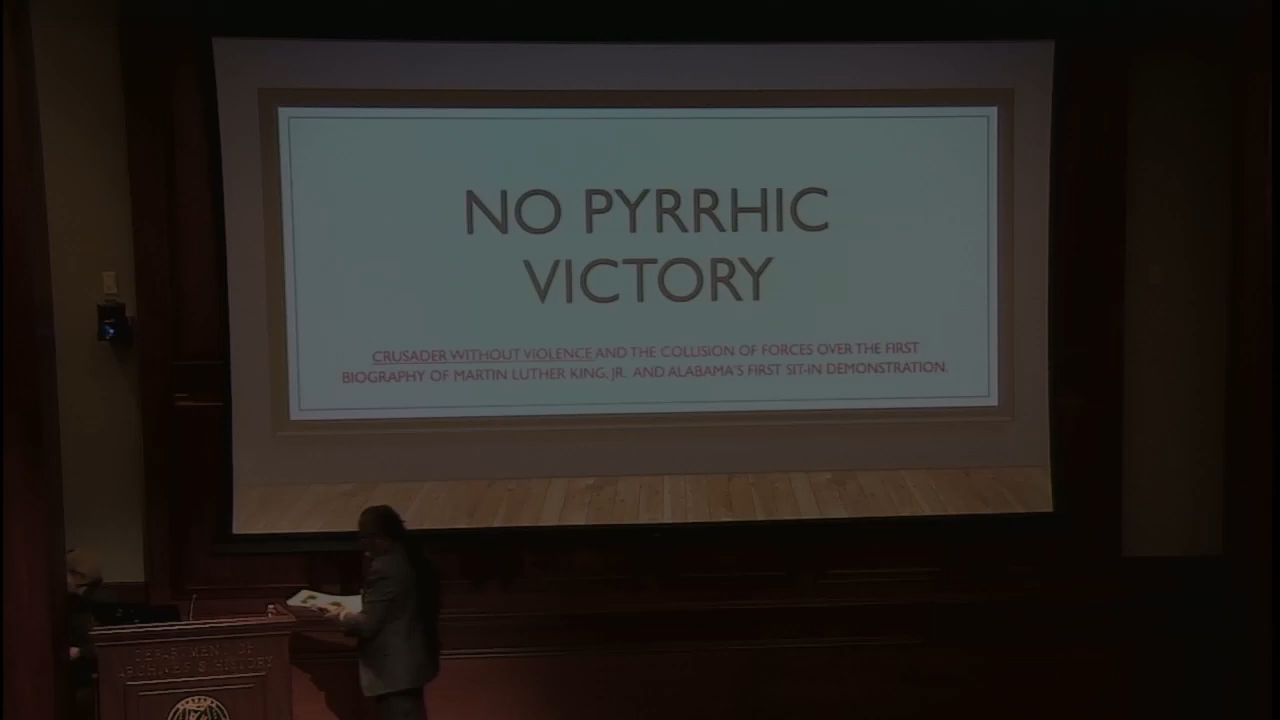 NO PYRRHIC
VICTORY
CRUSADER WITHOUT VIOLENCE AND THE COLLISION OF FORCES OVER THE FIRST
BIOGRAPHY OF MARTIN LUTHER KING, JR. AND ALABAMA'S FIRST SIT-IN DEMONSTRATION.
DEPARTMENT OF
ARCHIVES & HISTORY
ALABAMA